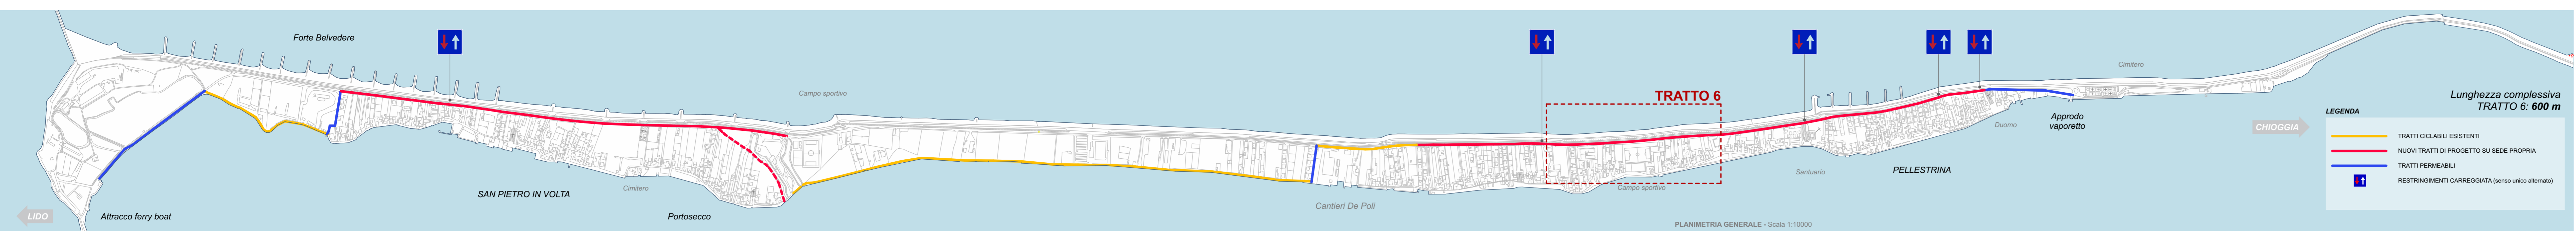 Forte Belvedere
Campo sportivo
TRATTO 6
Cimitero
Lunghezza complessiva
TRATTO 6: 600 m
LEGENDA
Approdo
vaporetto
Duomo
CHIOGGIA
TRATTI CICLABILI ESISTENTI
NUOVI TRATTI DI PROGETTO SU SEDE PROPRIA
TRATTI PERMEABILI
RESTRINGIMENTI CARREGGIATA (senso unico alternato)
Santuario
PELLESTRINA
SAN PIETRO IN VOLTA
Cimitero
Campo sportivo
Cantieri De Poli
LIDO
Attracco ferry boat
Portosecco
PLANIMETRIA GENERALE - Scala 1:10000